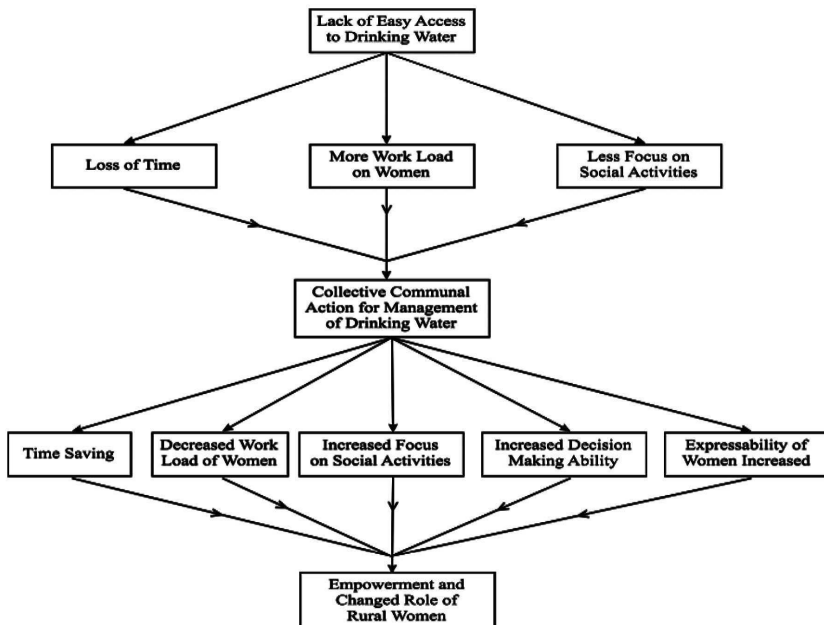 Lack of Easy Access
to Drinking Water
Loss of Time
More Work Load
on Women
Less Focus on
Social Activities
Collective Communal
Action for Management
of Drinking Water
Time Saving
Decreased Work
Load of Women
Increased Focus
on Social Activities
Increased Decision
Making Ability
Expressability of
Women Increased
Empowerment and
Changed Role of
Rural Women